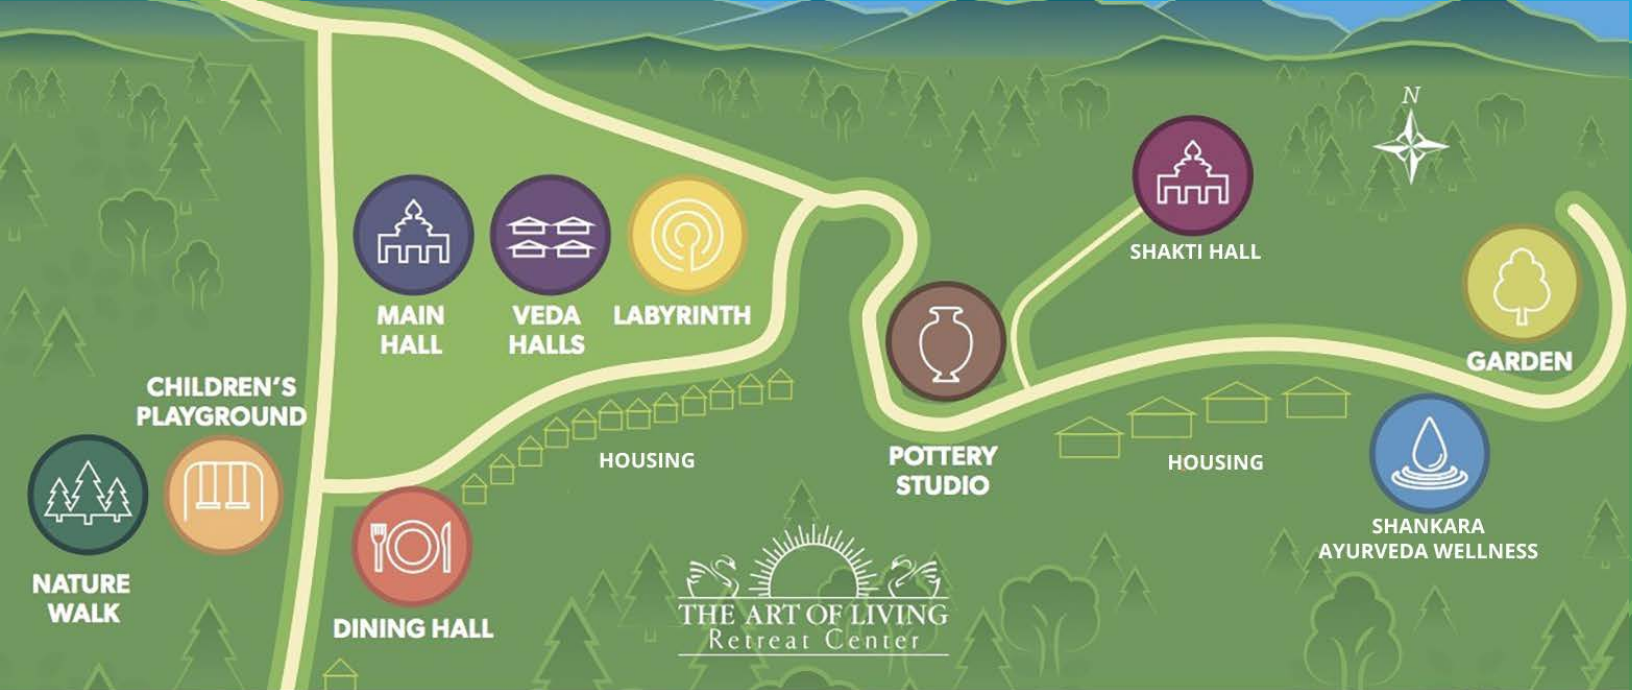 N
SHAKTI HALL
MAIN
HALL
VEDA
HALLS
LABYRINTH
GARDEN
CHILDREN'S
PLAYGROUND
HOUSING
POTTERY
STUDIO
HOUSING
SHANKARA
AYURVEDA WELLNESS
NATURE
WALK
DINING HALL
THE ART OF LIVING
Retreat Center